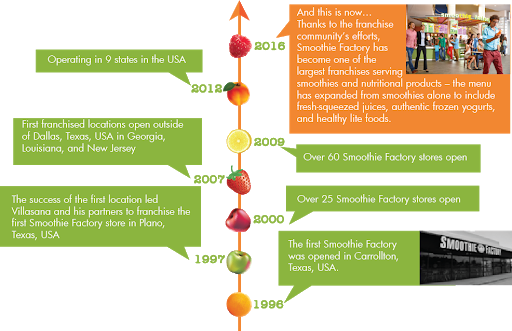 And this is now…
Thanks to the franchise
community's efforts,
Smoothie Factory has
become one of the
largest franchises serving
smoothies and nutritional products – the menu
has expanded from smoothies alone to include
fresh-squeezed juices, authentic frozen yogurts,
and healthy lite foods.
2016
Operating in 9 states in the USA
2012
First franchised locations open outside
of Dallas, Texas, USA in Georgia,
Louisiana, and New Jersey
2009
Over 60 Smoothie Factory stores open
2007
The success of the first location led
Villasana and his partners to franchise the
first Smoothie Factory store in Plano,
Texas, USA
Over 25 Smoothie Factory stores open
2000
The first Smoothie Factory
was opened in Carrollton,
Texas, USA.
SMOOTHIE FACTORY
1997
1996